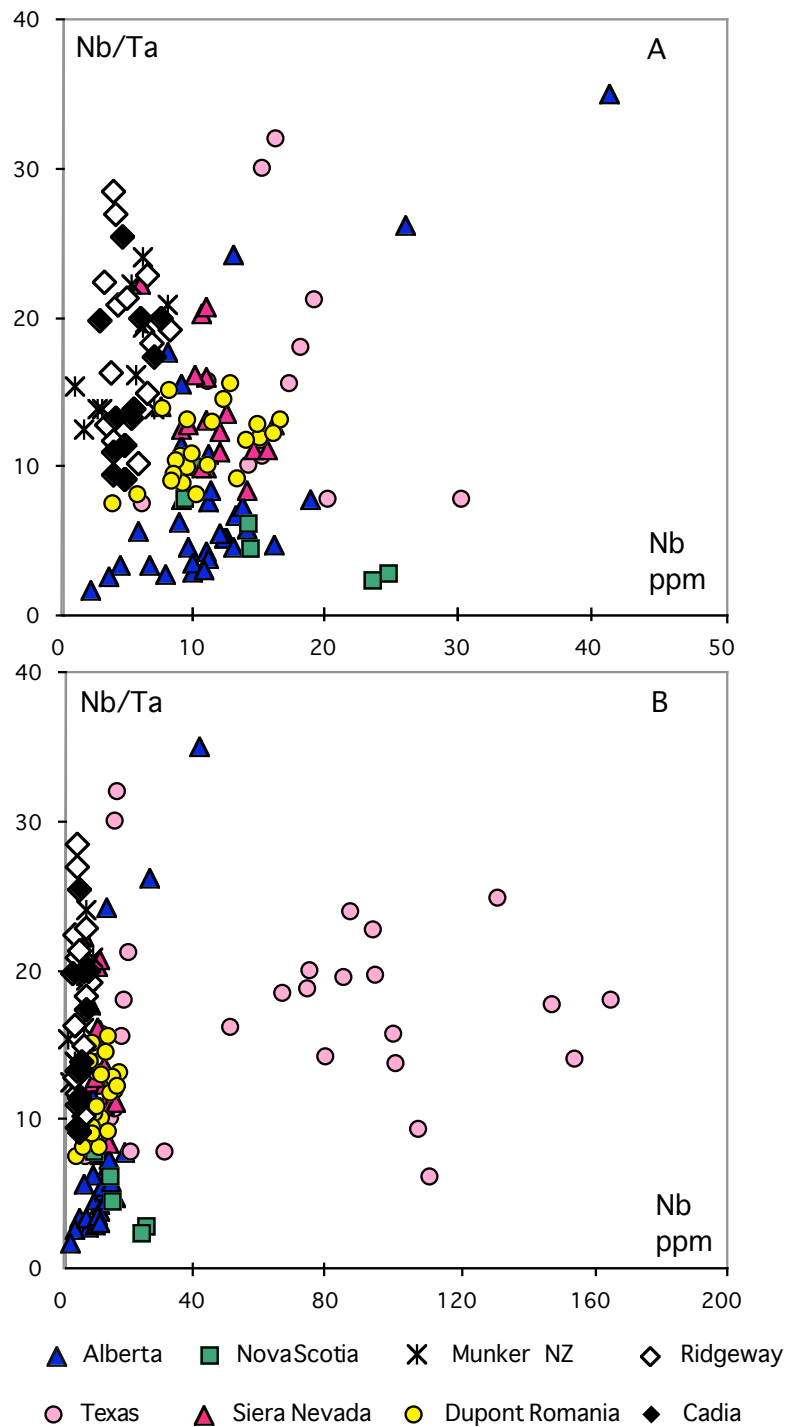 40
Nb/Ta A
30
20
10
Nb
ppm
0
0 10 20 30 40 50
40
Nb/Ta B
30
20
10
Nb
ppm
0
0 40 80 120 160 200
Alberta NovaScotia Munker NZ Ridgeway
Texas Siera Nevada Dupont Romania Cadia